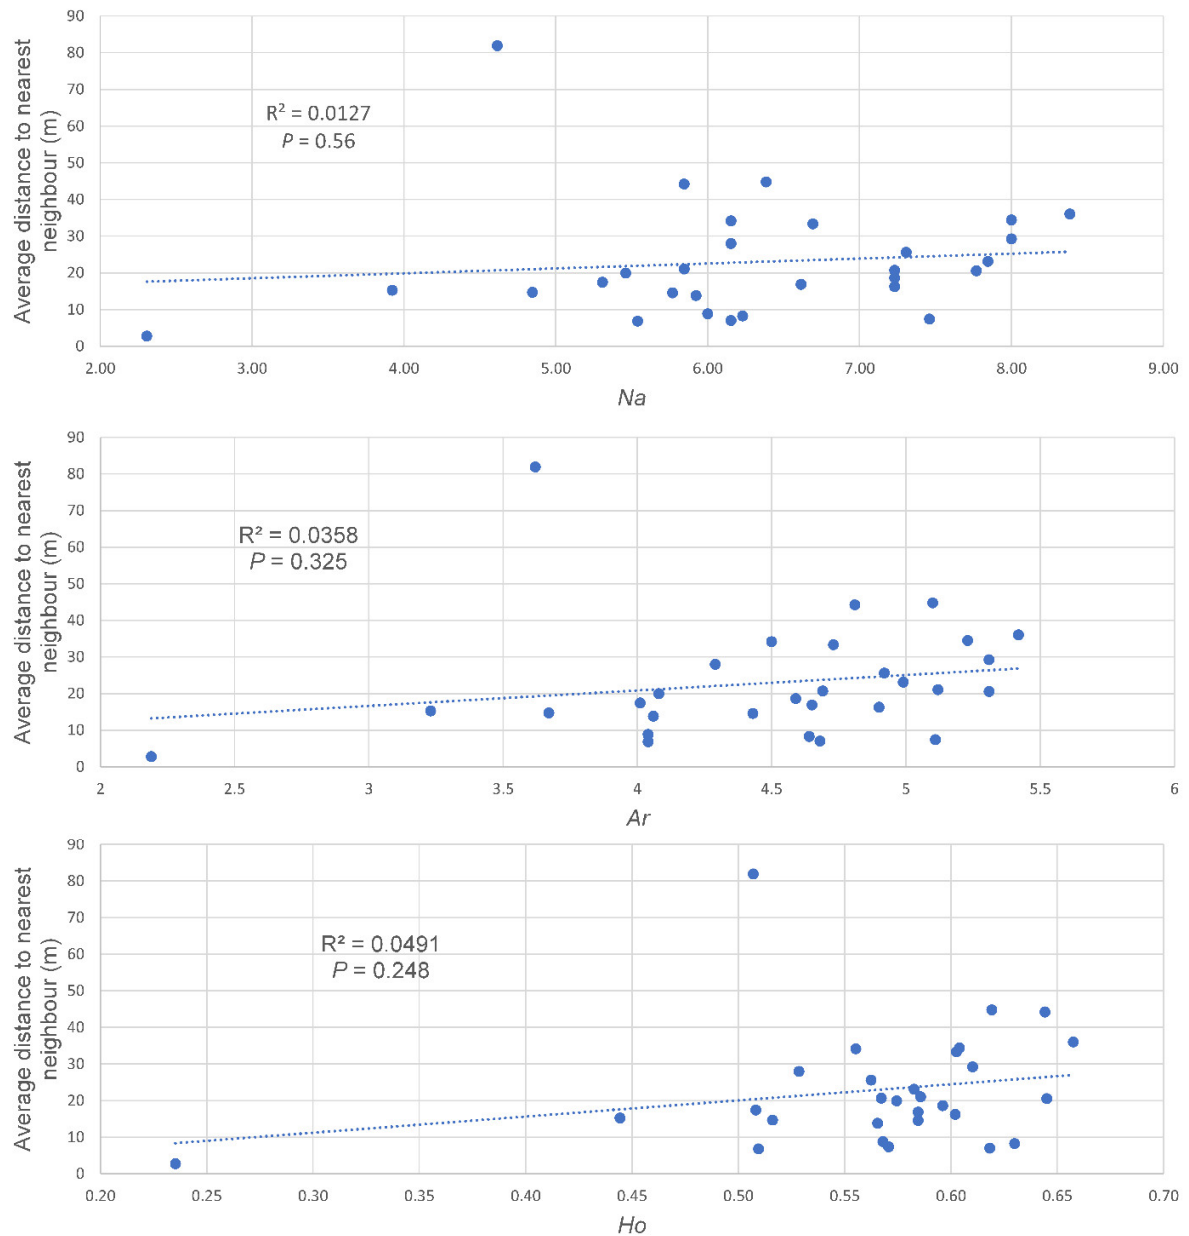 90
80
70
60
50
40
30
20
10
0
Average distance to nearest
neighbour (m)
R² = 0.0127
P = 0.56
2.00 3.00 4.00 5.00 6.00 7.00 8.00 9.00
Na
90
80
70
60
50
40
30
20
10
0
Average distance to nearest
neighbour (m)
R² = 0.0358
P = 0.325
2 2.5 3 3.5 4 4.5 5 5.5 6
Ar
90
80
70
60
50
40
30
20
10
0
Average distance to nearest
neighbour (m)
R² = 0.0491
P = 0.248
0.20 0.25 0.30 0.35 0.40 0.45 0.50 0.55 0.60 0.65 0.70
Ho